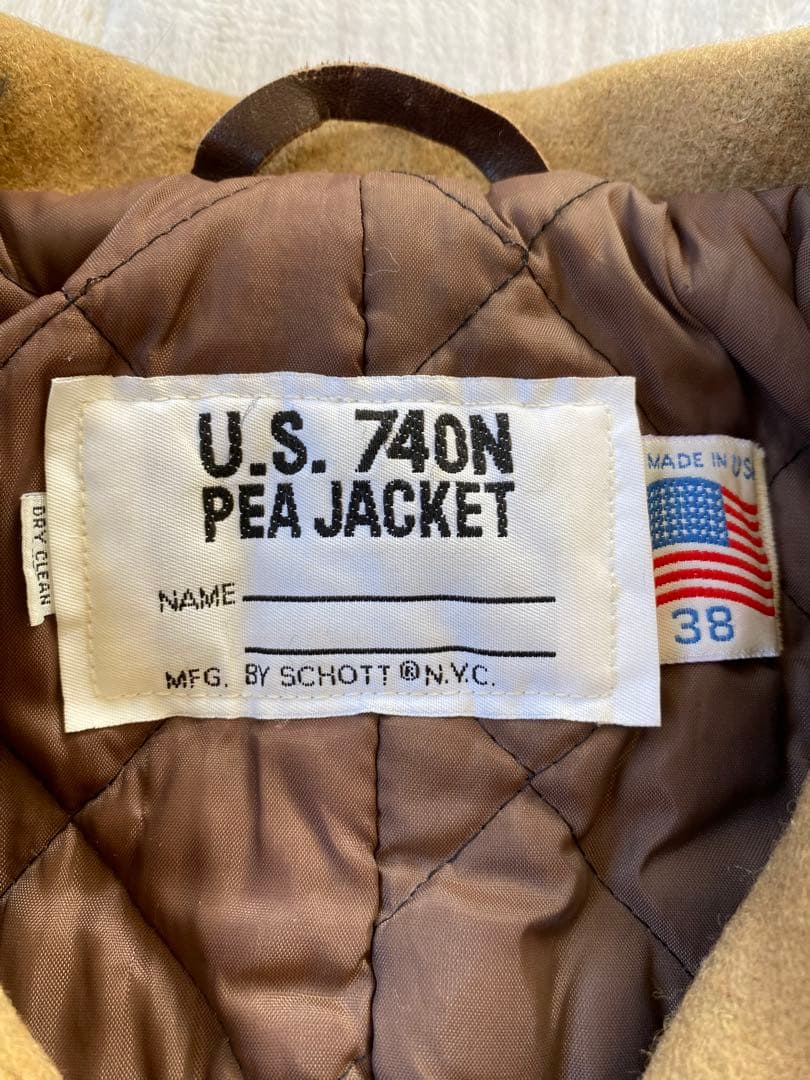 U.S. 740N
PEA JACKET
NAME
MFG. BY SCHOTT ® N.Y.C.
DRY CLEAN
MADE IN USA
38